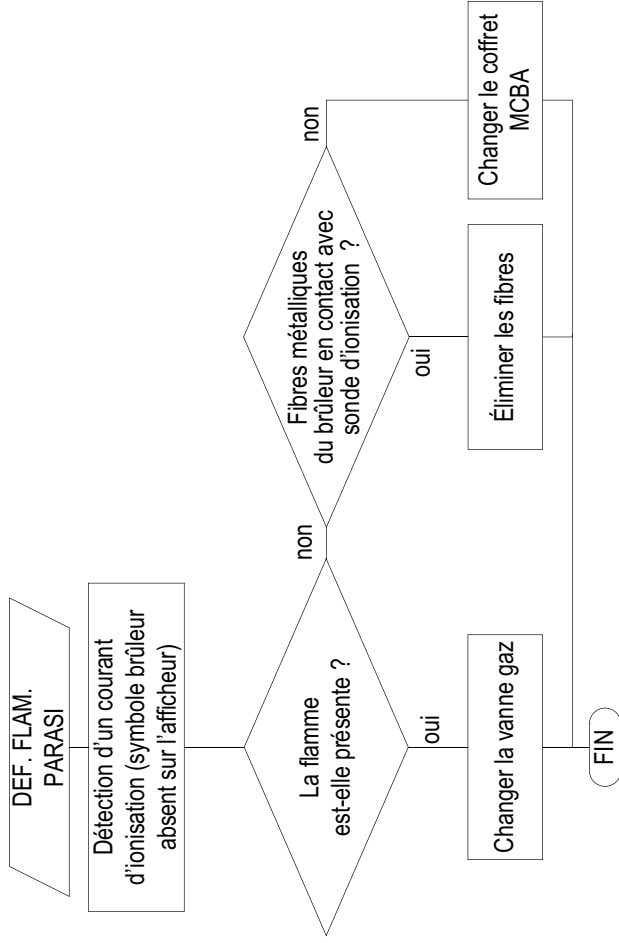 DEF. FLAM.
PARASI
Détection d'un courant
d'ionisation (symbole brûleur
absent sur l'afficheur)
La flamme
est-elle présente ?
non
oui
Changer la vanne gaz
Fibres métalliques
du brûleur en contact avec
sonde d'ionisation ?
non
oui
Éliminer les fibres
Changer le coffret
MCBA
FIN